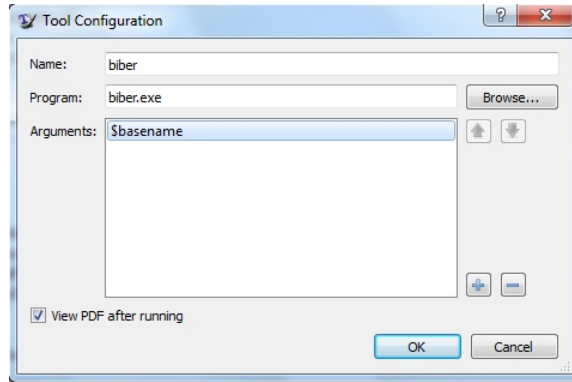 Tool Configuration
Name: biber
Program: biber.exe Browse...
Arguments: $basename
View PDF after running
OK Cancel